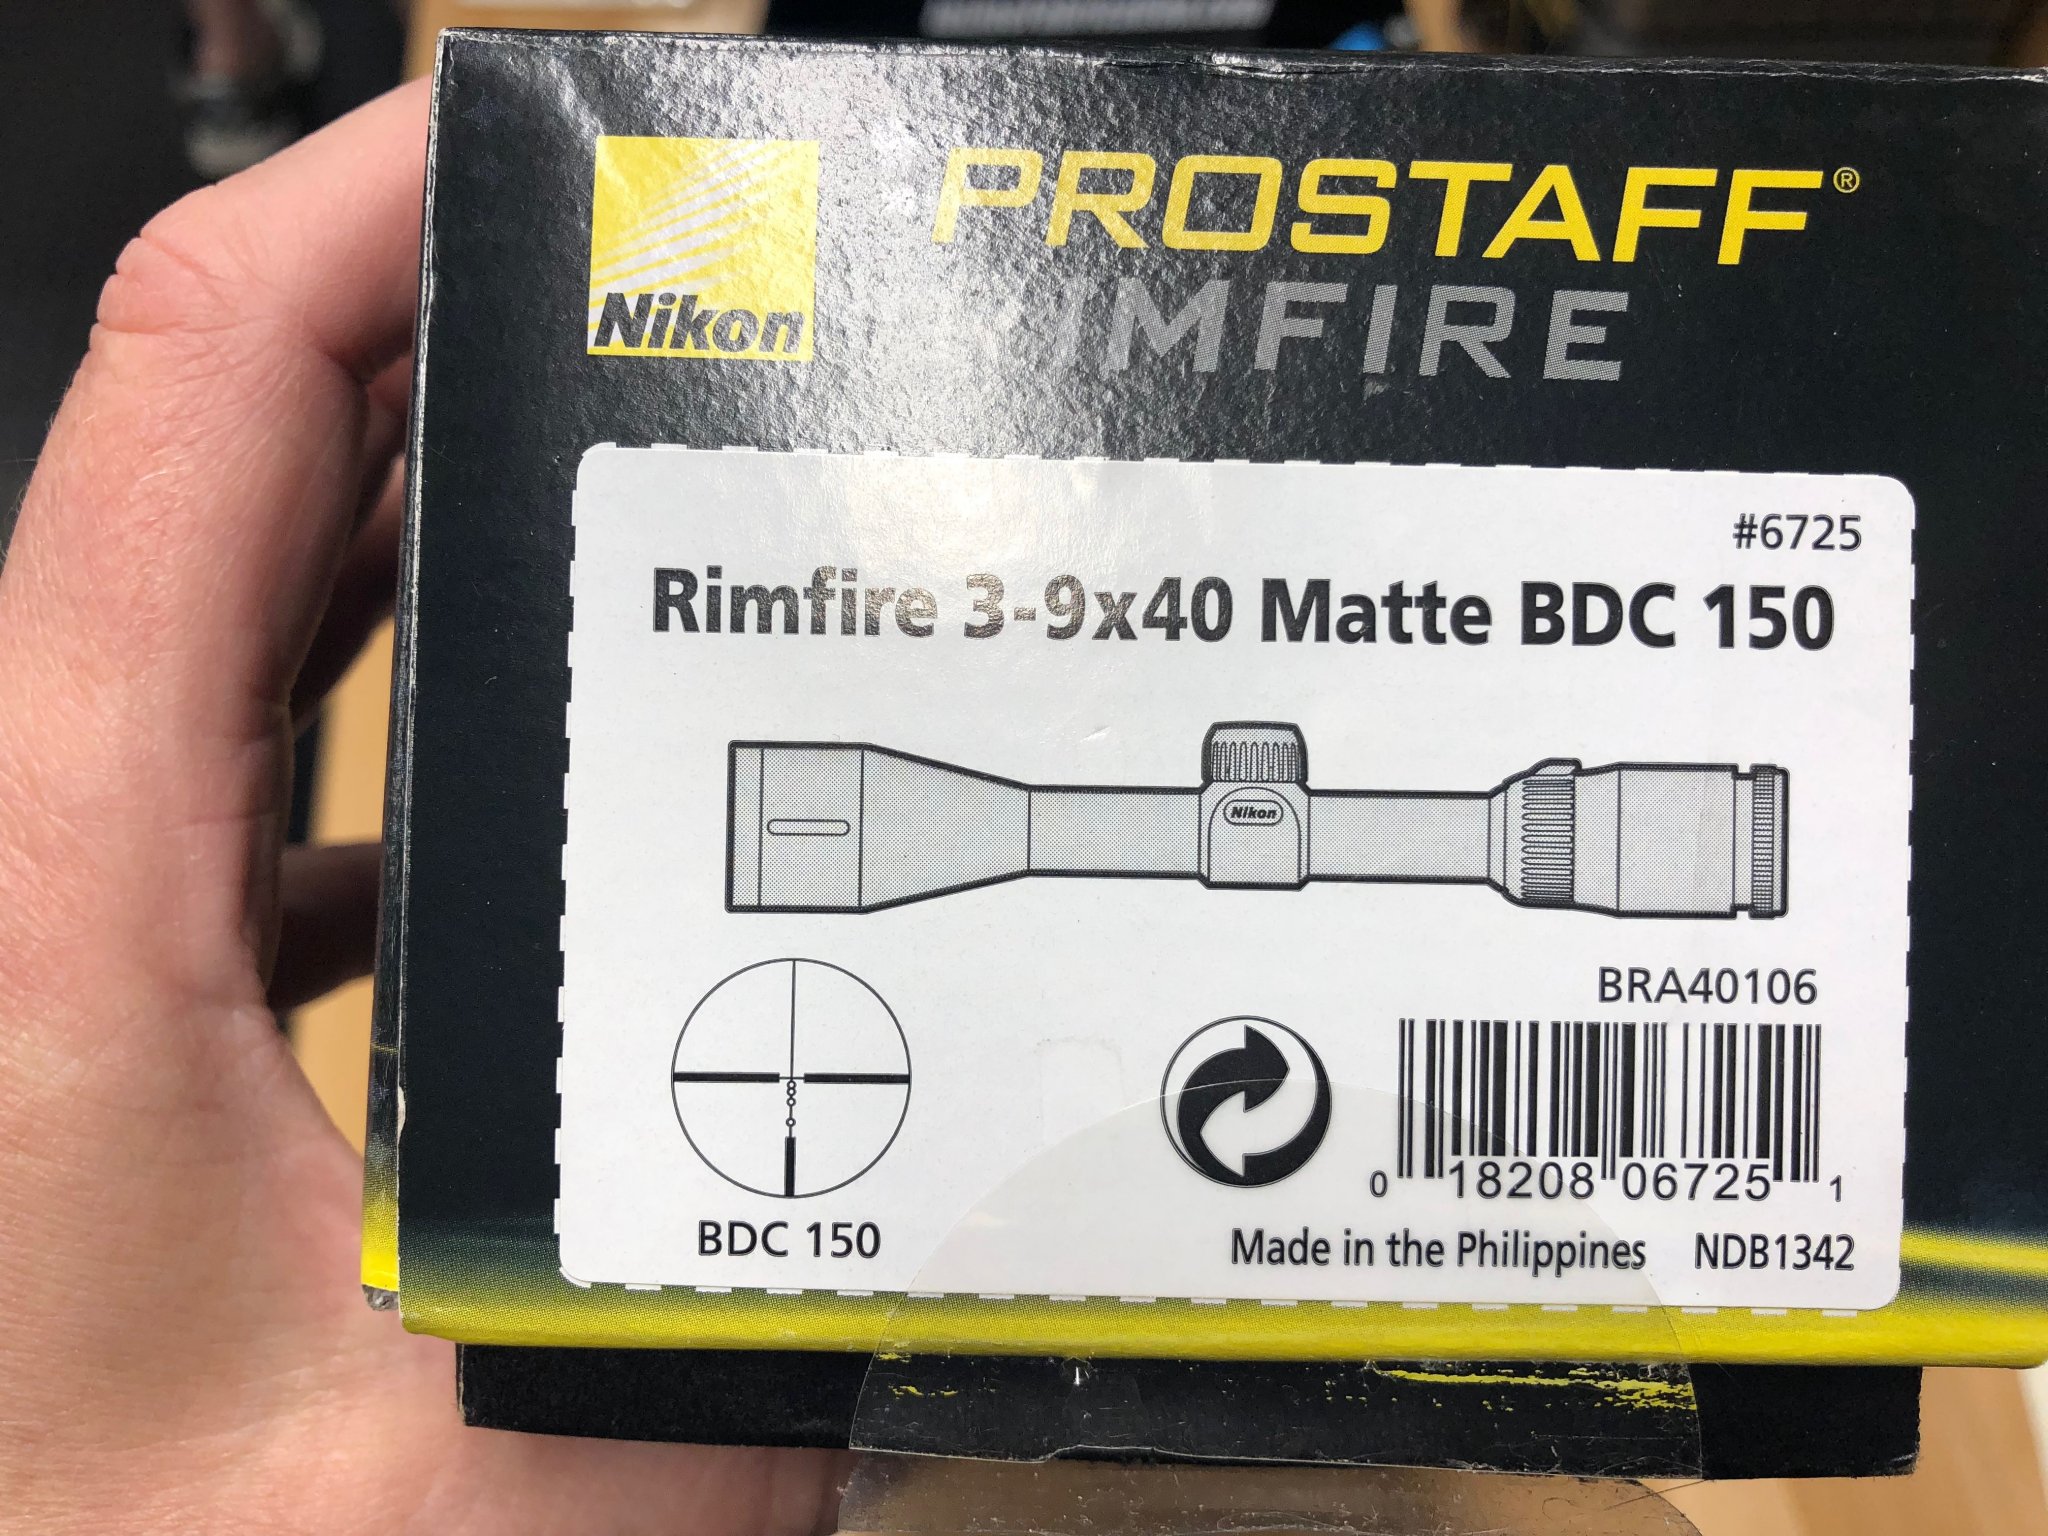 Nikon
PROSTAFF®
IMFIRE
#6725
Rimfire 3-9x40 Matte BDC 150
Nikon
BRA40106
0 18208 06725 1
BDC 150
Made in the Philippines NDB1342